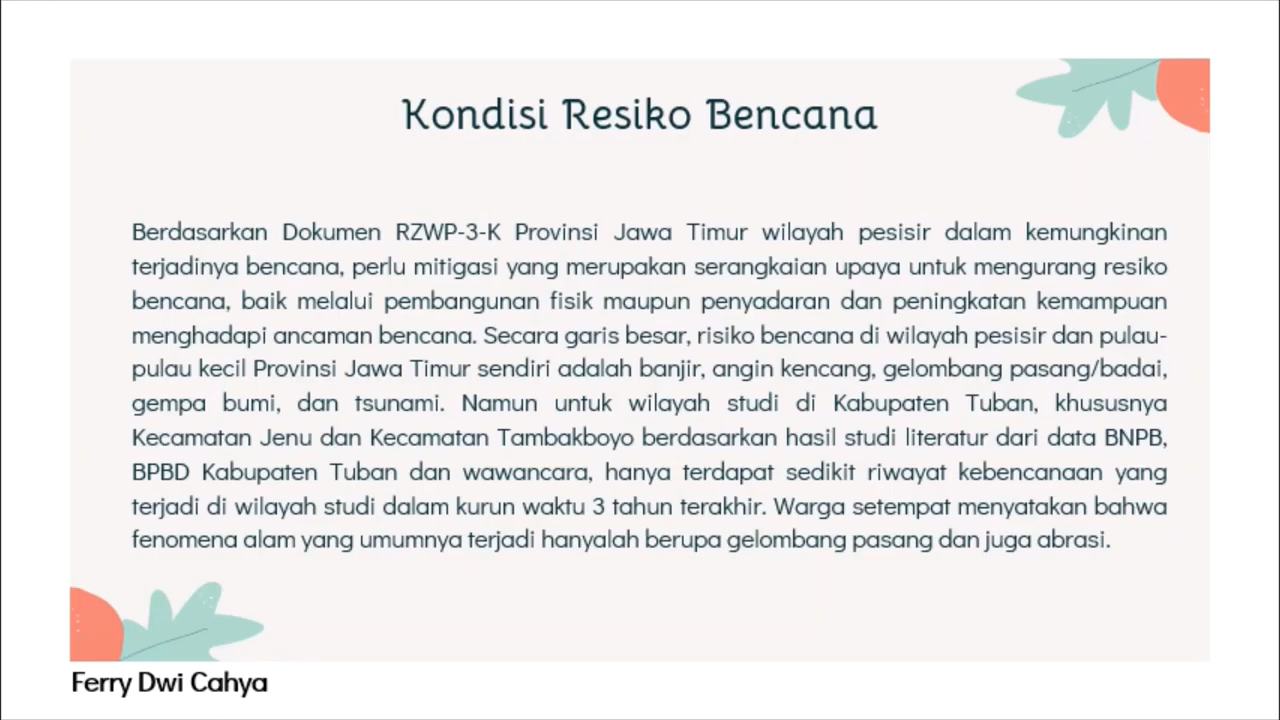 Kondisi Resiko Bencana
Berdasarkan Dokumen RZWP-3-K Provinsi Jawa Timur wilayah pesisir dalam kemungkinan
terjadinya bencana, perlu mitigasi yang merupakan serangkaian upaya untuk mengurang resiko
bencana, baik melalui pembangunan fisik maupun penyadaran dan peningkatan kemampuan
menghadapi ancaman bencana. Secara garis besar, risiko bencana di wilayah pesisir dan pulau-
pulau kecil Provinsi Jawa Timur sendiri adalah banjir, angin kencang, gelombang pasang/badai,
gempa bumi, dan tsunami. Namun untuk wilayah studi di Kabupaten Tuban, khususnya
Kecamatan Jenu dan Kecamatan Tambakboyo berdasarkan hasil studi literatur dari data BNPB,
BPBD Kabupaten Tuban dan wawancara, hanya terdapat sedikit riwayat kebencanaan yang
terjadi di wilayah studi dalam kurun waktu 3 tahun terakhir. Warga setempat menyatakan bahwa
fenomena alam yang umumnya terjadi hanyalah berupa gelombang pasang dan juga abrasi.
Ferry Dwi Cahya